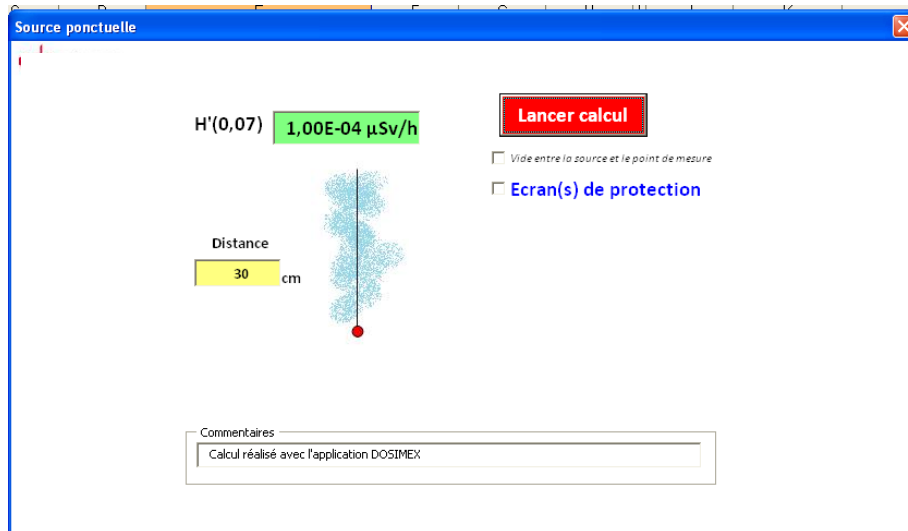 Source ponctuelle
H'(0,07) 1,00E-04 µSv/h
Lancer calcul
Vide entre la source et le point de mesure
Ecran(s) de protection
Distance
30 cm
Commentaires
Calcul réalisé avec l'application DOSIMEX